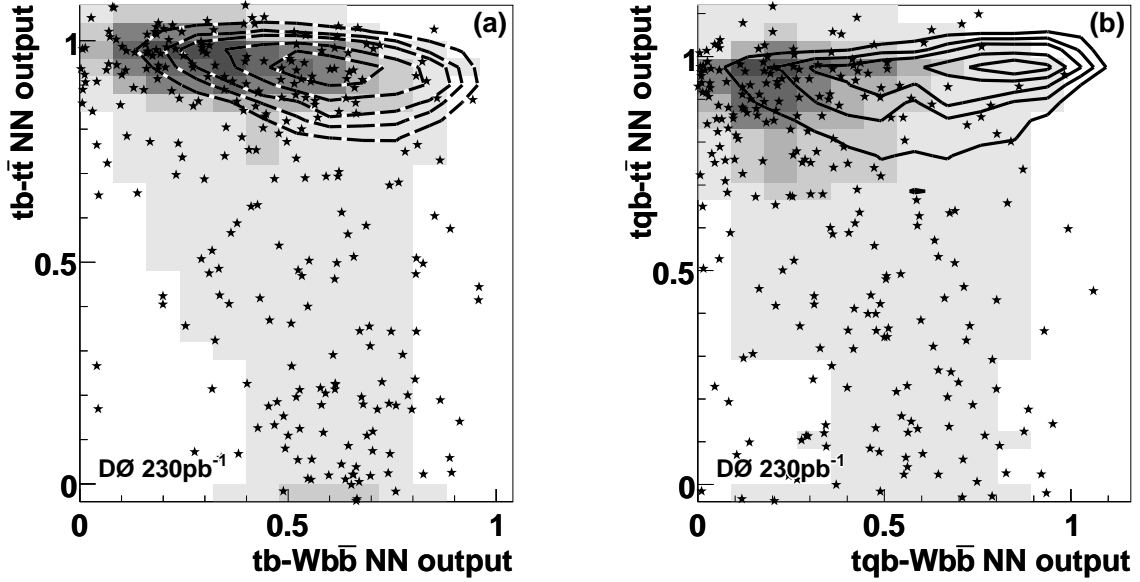 (a)
tb-tt̄ NN output
1
0.5
0
DØ 230pb⁻¹
0 0.5 1
tb-Wbb̄ NN output
(b)
tqb-tt̄ NN output
1
0.5
0
DØ 230pb⁻¹
0 0.5 1
tqb-Wbb̄ NN output